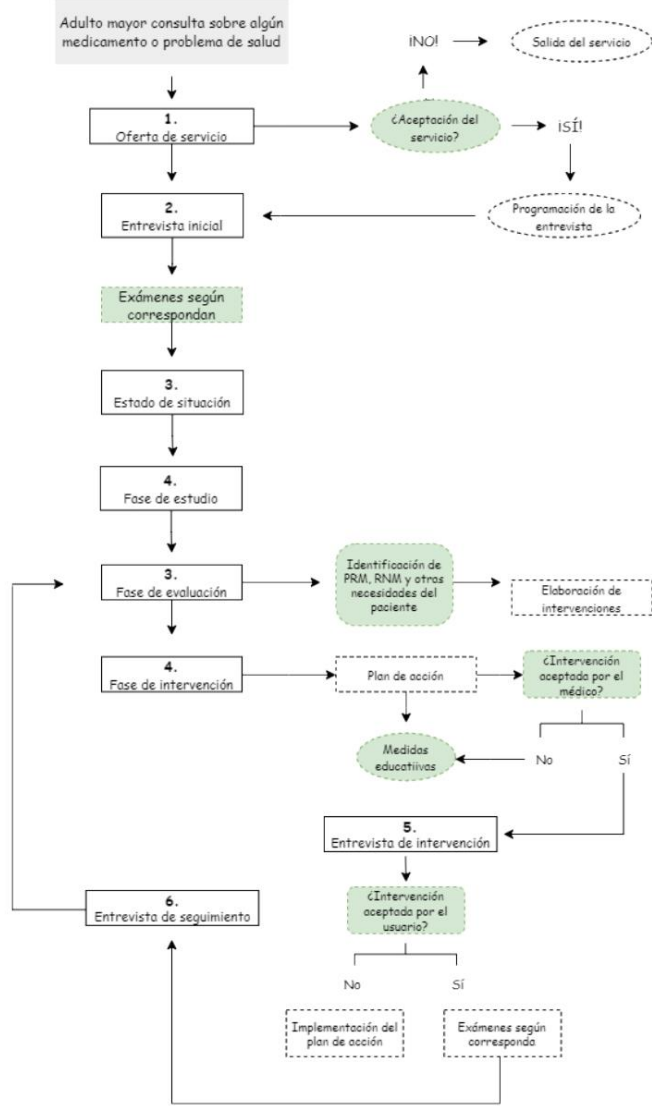 Adulto mayor consulta sobre algún
medicamento o problema de salud
¡NO!
Salida del servicio
1.
Oferta de servicio
¿Aceptación del
servicio?
¡SÍ!
2.
Entrevista inicial
Programación de la
entrevista
Exámenes según
correspondan
3.
Estado de situación
4.
Fase de estudio
3.
Fase de evaluación
Identificación de
PRM, RNM y otras
necesidades del
paciente
Elaboración de
intervenciones
4.
Fase de intervención
Plan de acción
¿Intervención
aceptada por el
médico?
Medidas
educatiivas
No
Sí
5.
Entrevista de intervención
6.
Entrevista de seguimiento
¿Intervención
aceptada por el
usuario?
No
Sí
Implementación del
plan de acción
Exámenes según
corresponda